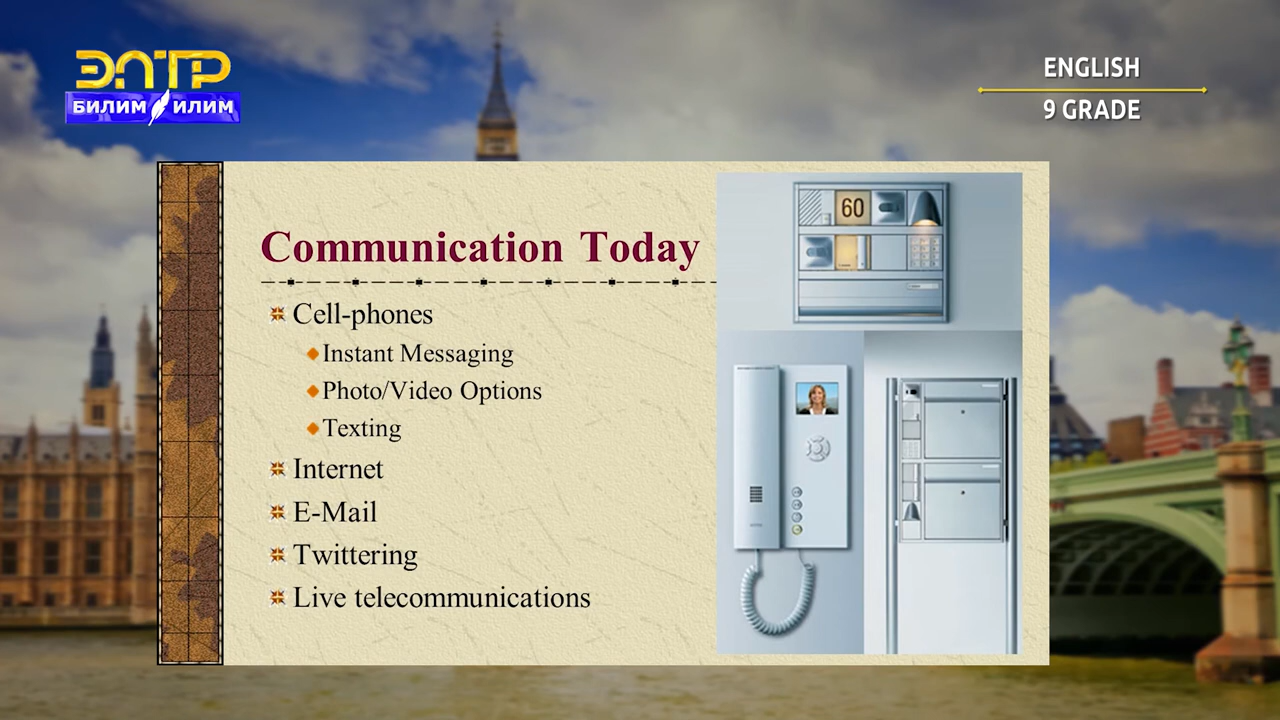 ЭЛТР
БИЛИМ ИЛИМ
ENGLISH
9 GRADE
Communication Today
Cell-phones
Instant Messaging
Photo/Video Options
Texting
Internet
E-Mail
Twittering
Live telecommunications
60